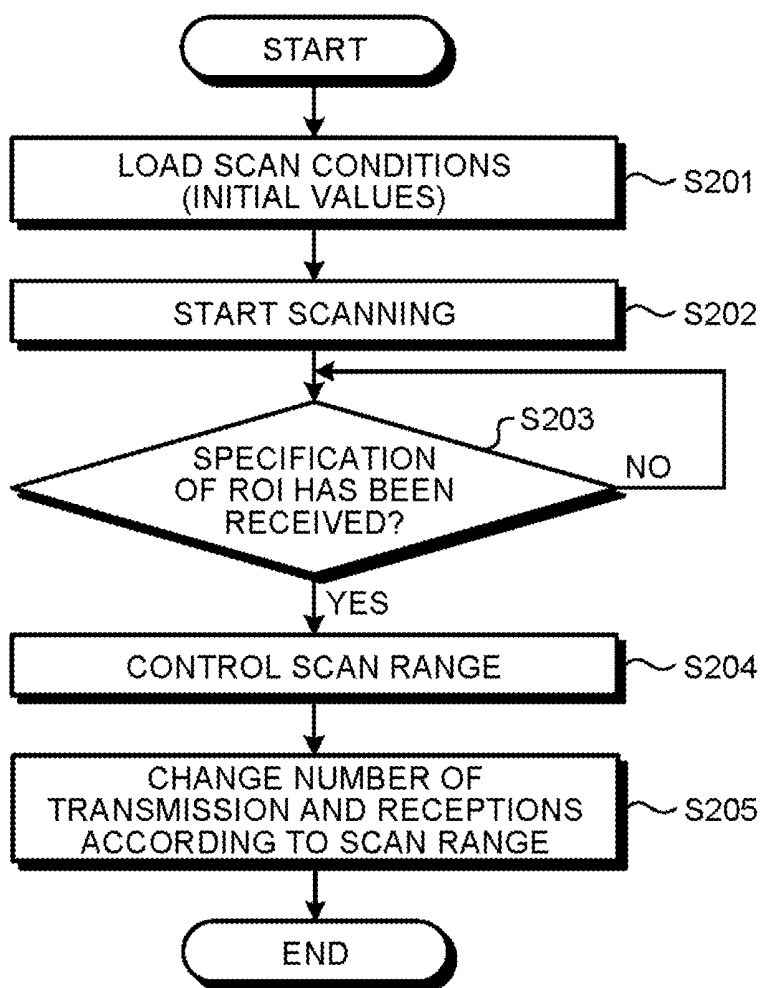 START
LOAD SCAN CONDITIONS
(INITIAL VALUES)
S201
START SCANNING
S202
S203
SPECIFICATION
OF ROI HAS BEEN
RECEIVED?
NO
YES
CONTROL SCAN RANGE
S204
CHANGE NUMBER OF
TRANSMISSION AND RECEPTIONS
ACCORDING TO SCAN RANGE
S205
END